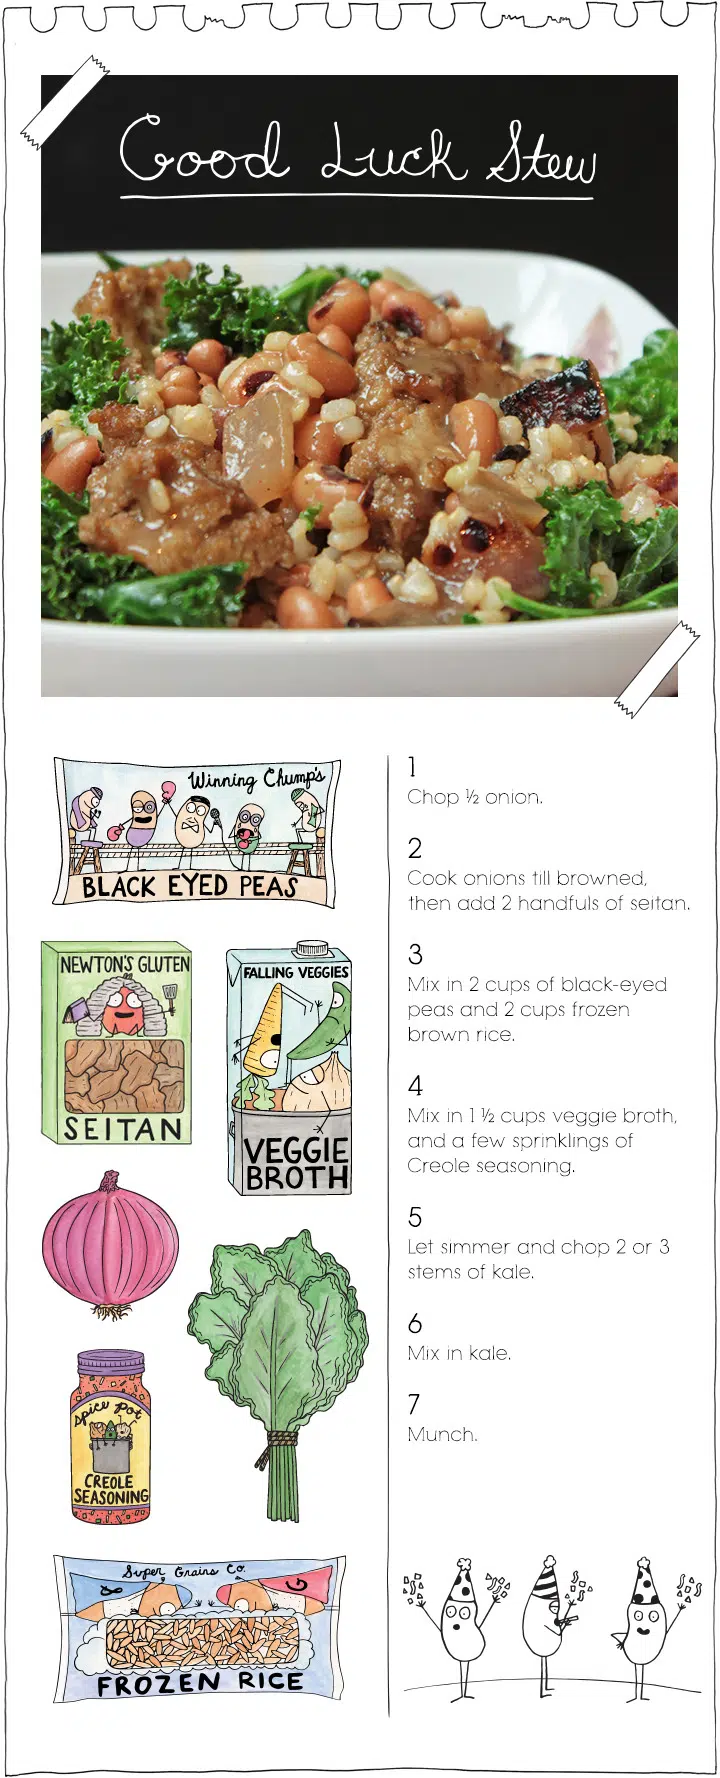 Good Luck Stew
Winning Chump's
BLACK EYED PEAS
NEWTON'S GLUTEN
SEITAN
FALLING VEGGIES
VEGGIE
BROTH
Spice Pot
CREOLE
SEASONING
Super Grains Co.
G
FROZEN RICE
1
Chop ½ onion.
2
Cook onions till browned,
then add 2 handfuls of seitan.
3
Mix in 2 cups of black-eyed
peas and 2 cups frozen
brown rice.
4
Mix in 1 ½ cups veggie broth,
and a few sprinklings of
Creole seasoning.
5
Let simmer and chop 2 or 3
stems of kale.
6
Mix in kale.
7
Munch.